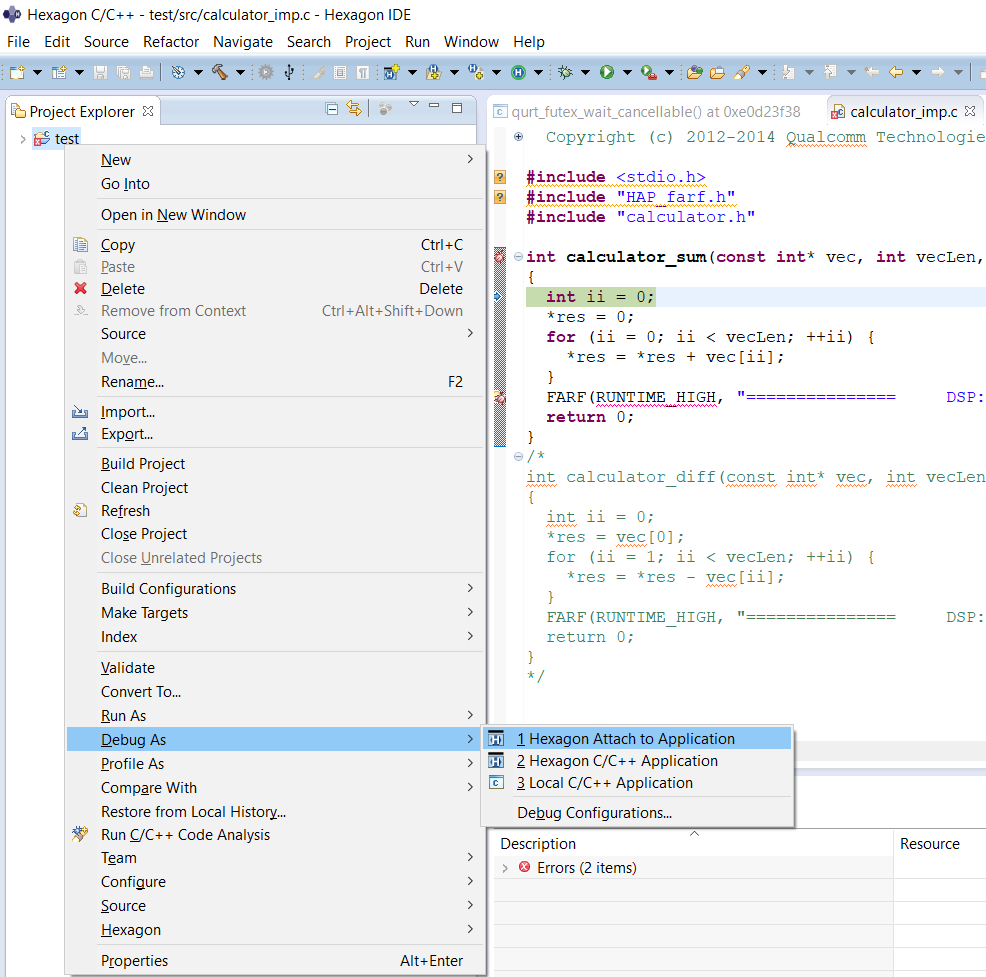 Hexagon C/C++ - test/src/calculator_imp.c - Hexagon IDE
File Edit Source Refactor Navigate Search Project Run Window Help
Project Explorer
test
New
Go Into
Open in New Window
Copy Ctrl+C
Paste Ctrl+V
Delete Delete
Remove from Context Ctrl+Alt+Shift+Down
Source
Move...
Rename... F2
Import...
Export...
Build Project
Clean Project
Refresh
Close Project
Close Unrelated Projects
Build Configurations
Make Targets
Index
Validate
Convert To...
Run As
Debug As
Profile As
Compare With
Restore from Local History...
Run C/C++ Code Analysis
Team
Configure
Source
Hexagon
Properties Alt+Enter
1 Hexagon Attach to Application
2 Hexagon C/C++ Application
3 Local C/C++ Application
Debug Configurations...
qurt_futex_wait_cancellable() at 0xe0d23f38
calculator_imp.c
Copyright (c) 2012-2014 Qualcomm Technologie
#include <stdio.h>
#include "HAP_farf.h"
#include "calculator.h"
int calculator_sum(const int* vec, int vecLen,
{
int ii = 0;
*res = 0;
for (ii = 0; ii < vecLen; ++ii) {
*res = *res + vec[ii];
}
FARF(RUNTIME_HIGH, "=============== DSP:
return 0;
}
/*
int calculator_diff(const int* vec, int vecLen
{
int ii = 0;
*res = vec[0];
for (ii = 1; ii < vecLen; ++ii) {
*res = *res - vec[ii];
}
FARF(RUNTIME_HIGH, "=============== DSP:
return 0;
}
*/
Description Resource
Errors (2 items)